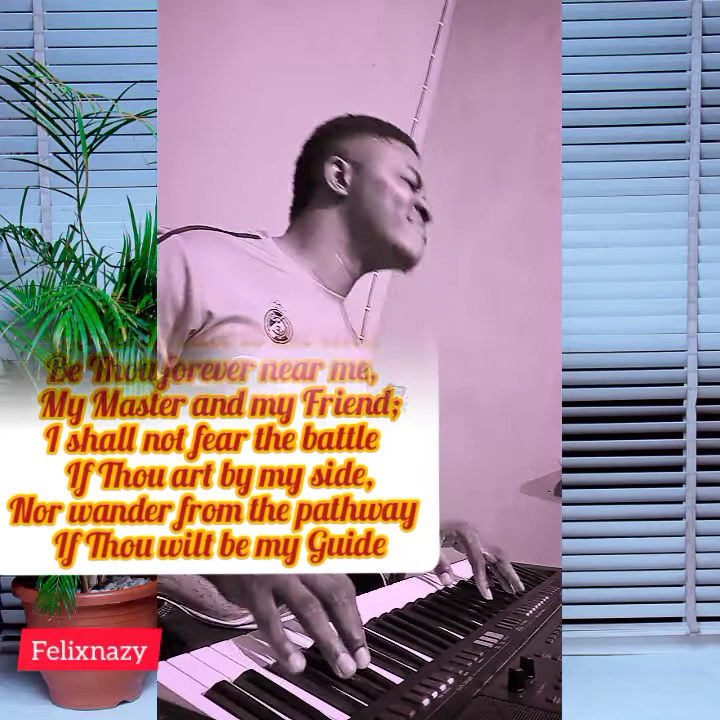 Be Thou forever near me,
My Master and my Friend;
I shall not fear the battle
If Thou art by my side,
Nor wander from the pathway
If Thou wilt be my Guide
Felixnazy